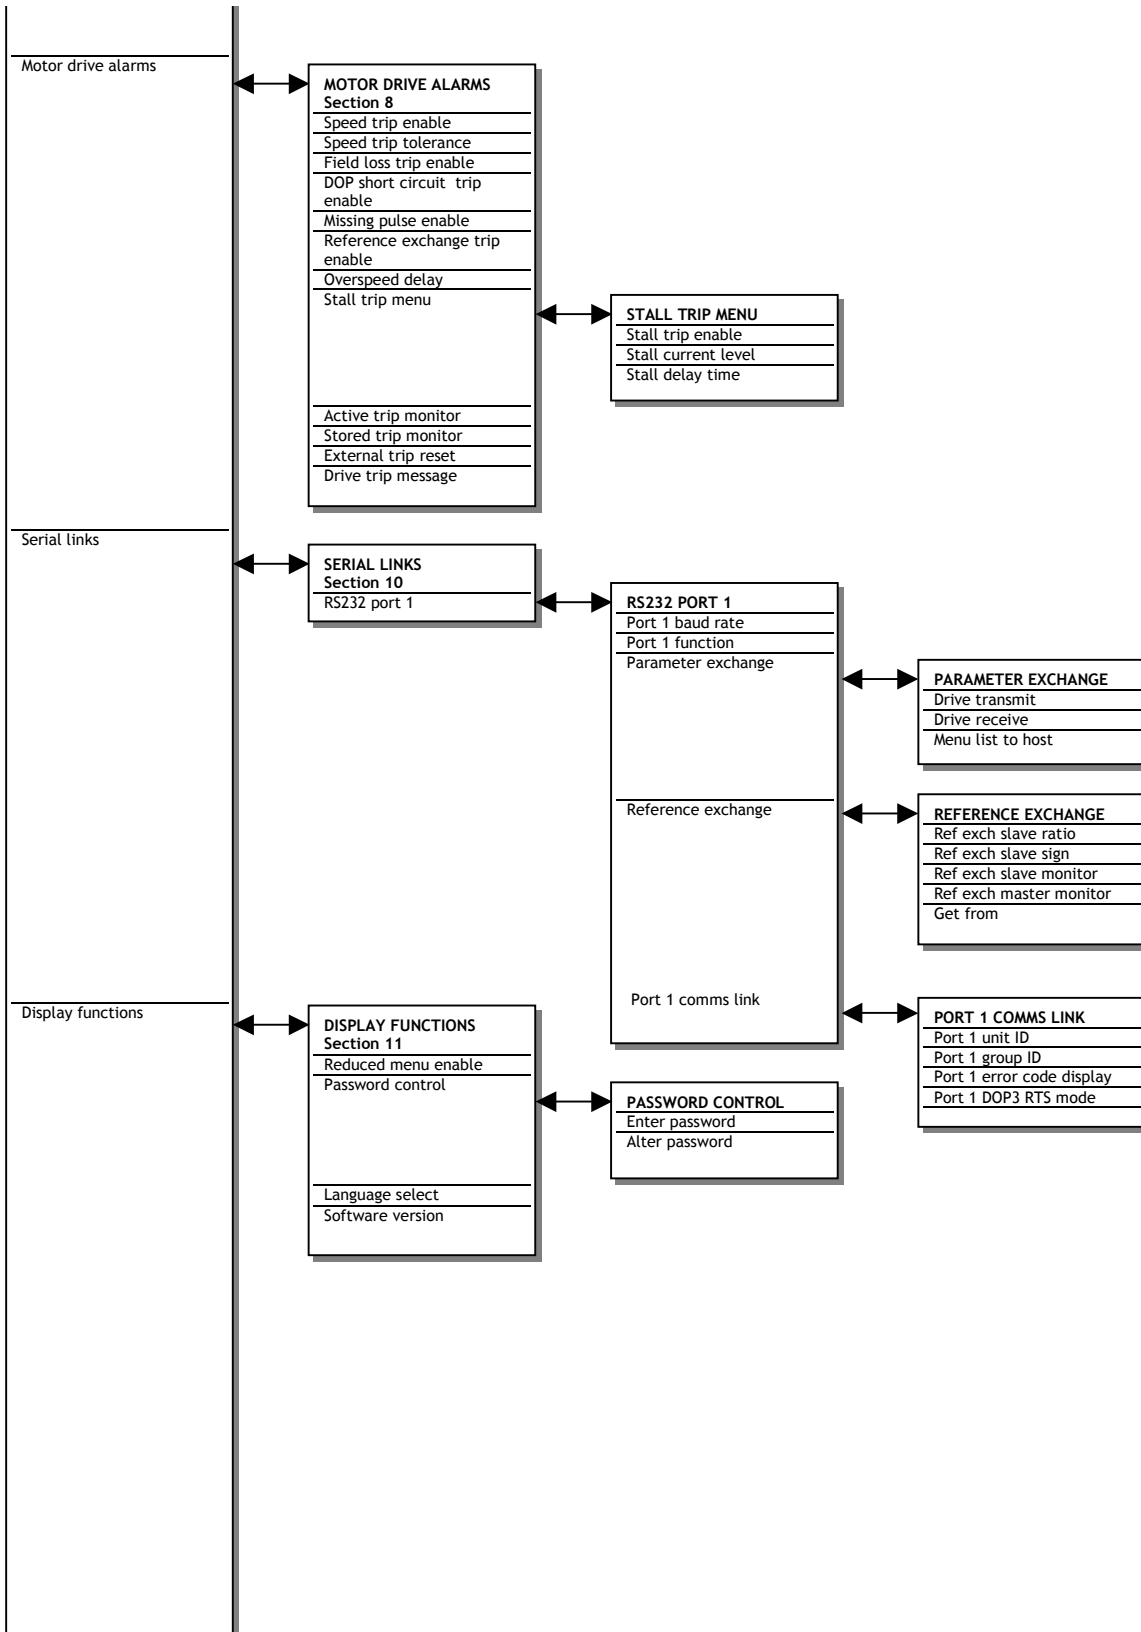 Motor drive alarms
MOTOR DRIVE ALARMS
Section 8
Speed trip enable
Speed trip tolerance
Field loss trip enable
DOP short circuit trip
enable
Missing pulse enable
Reference exchange trip
enable
Overspeed delay
Stall trip menu
STALL TRIP MENU
Stall trip enable
Stall current level
Stall delay time
Active trip monitor
Stored trip monitor
External trip reset
Drive trip message
Serial links
SERIAL LINKS
Section 10
RS232 port 1
RS232 PORT 1
Port 1 baud rate
Port 1 function
Parameter exchange
PARAMETER EXCHANGE
Drive transmit
Drive receive
Menu list to host
Reference exchange
REFERENCE EXCHANGE
Ref exch slave ratio
Ref exch slave sign
Ref exch slave monitor
Ref exch master monitor
Get from
Port 1 comms link
PORT 1 COMMS LINK
Port 1 unit ID
Port 1 group ID
Port 1 error code display
Port 1 DOP3 RTS mode
Display functions
DISPLAY FUNCTIONS
Section 11
Reduced menu enable
Password control
PASSWORD CONTROL
Enter password
Alter password
Language select
Software version